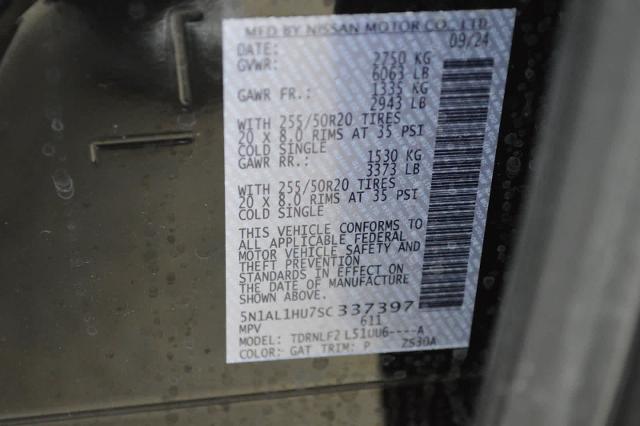 MFD BY NISSAN MOTOR CO., LTD.
DATE: 09/24
GVWR: 2750 KG
6063 LB
GAWR FR.: 1335 KG
2943 LB
WITH 255/50R20 TIRES
20 X 8.0 RIMS AT 35 PSI
COLD SINGLE
GAWR RR.: 1530 KG
3373 LB
WITH 255/50R20 TIRES
20 X 8.0 RIMS AT 35 PSI
COLD SINGLE
THIS VEHICLE CONFORMS TO
ALL APPLICABLE FEDERAL
MOTOR VEHICLE SAFETY AND
THEFT PREVENTION
STANDARDS IN EFFECT ON
THE DATE OF MANUFACTURE
SHOWN ABOVE.
5N1AL1HU7SC337397
MPV 611
MODEL: TDRNLF2 L51UU6----A
COLOR: GAT TRIM: P ZS30A